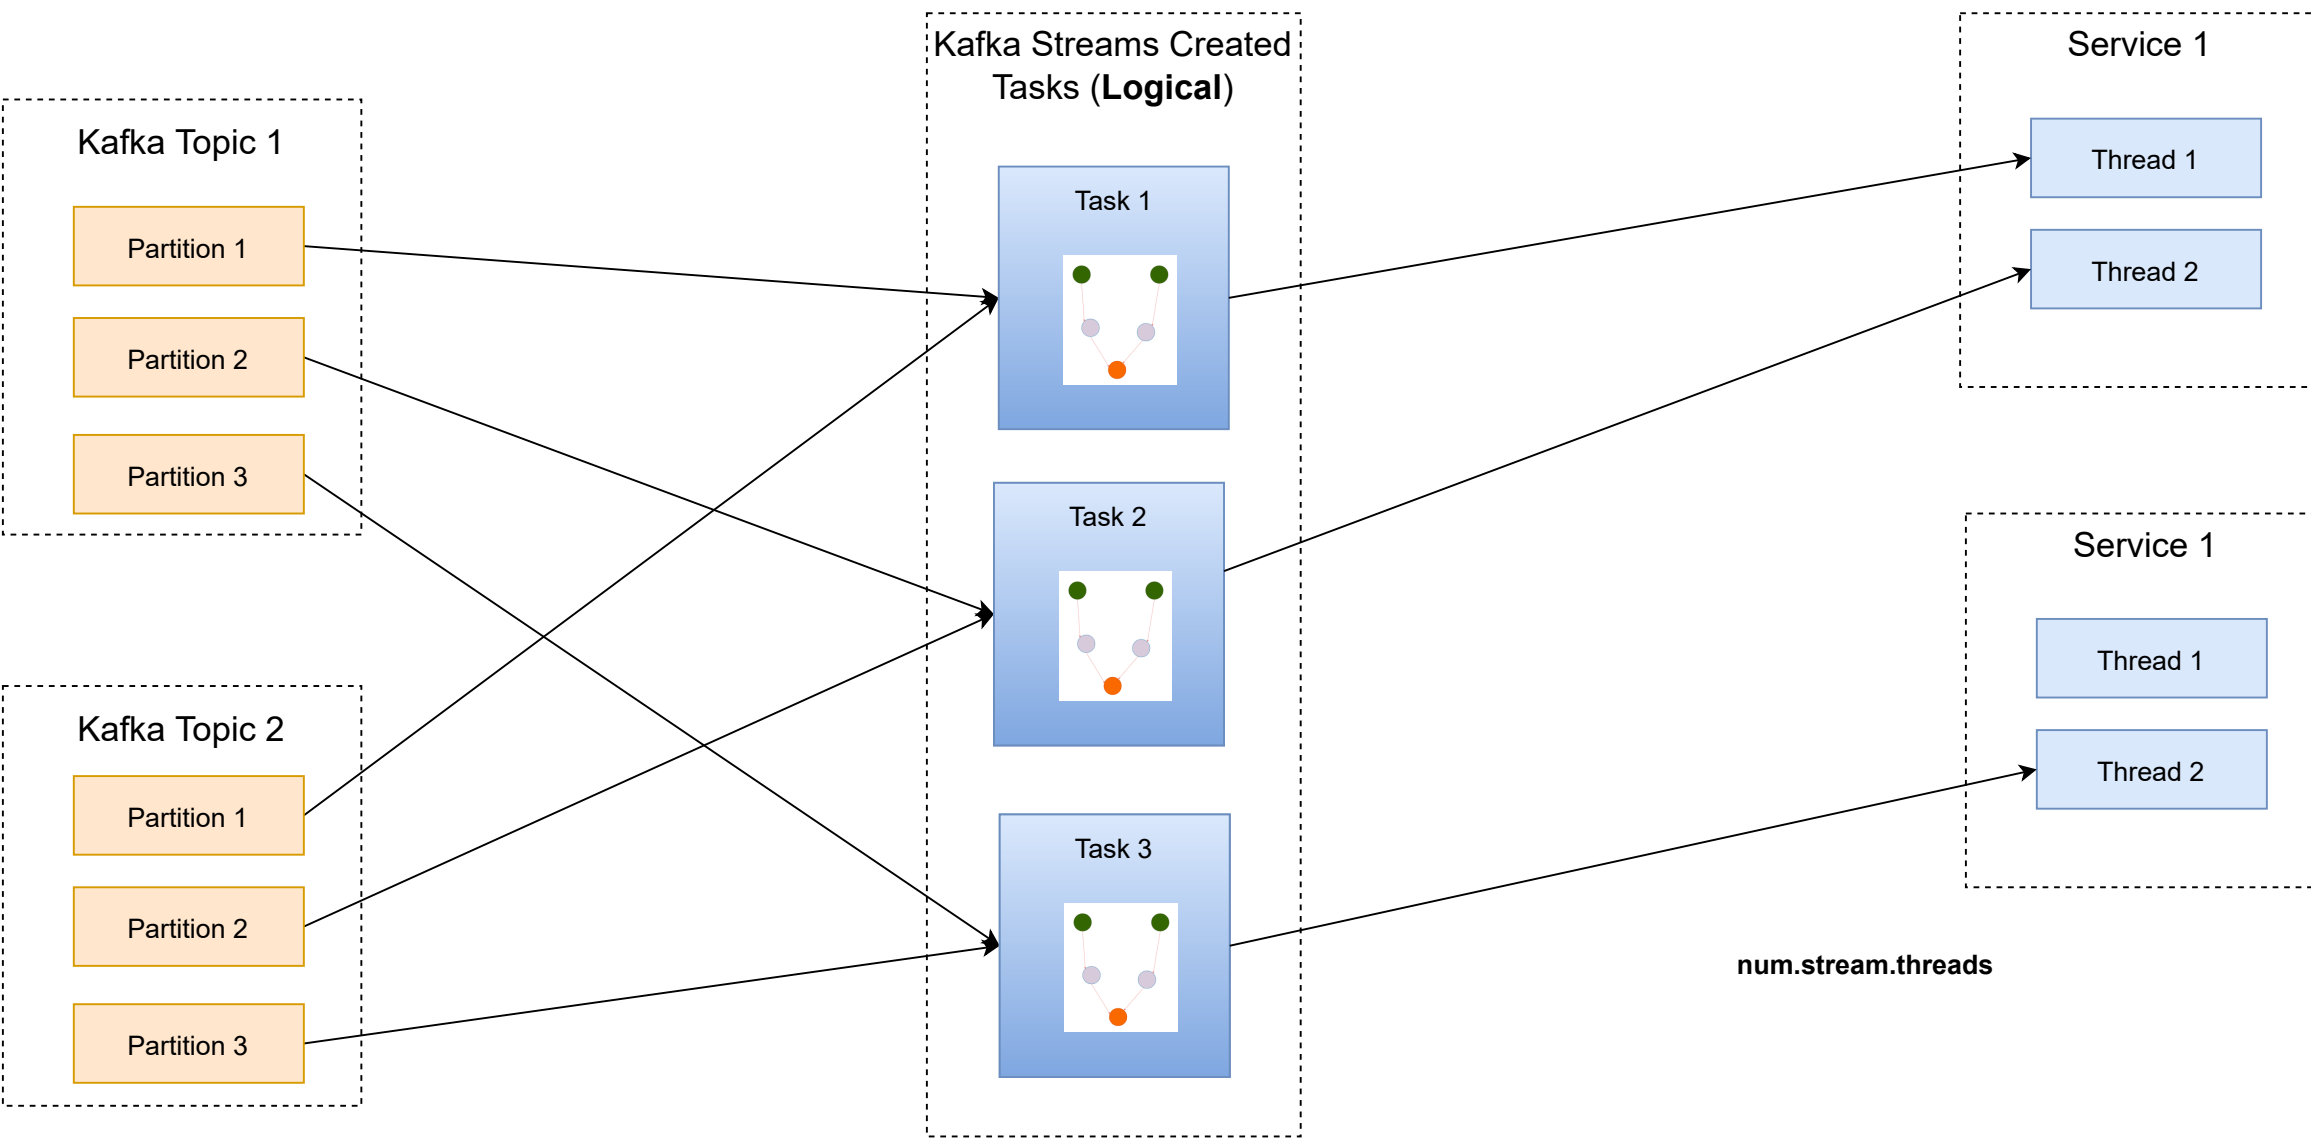 Kafka Topic 1
Partition 1
Partition 2
Partition 3
Kafka Topic 2
Partition 1
Partition 2
Partition 3
Kafka Streams Created
Tasks (Logical)
Task 1
Task 2
Task 3
Service 1
Thread 1
Thread 2
Service 1
Thread 1
Thread 2
num.stream.threads